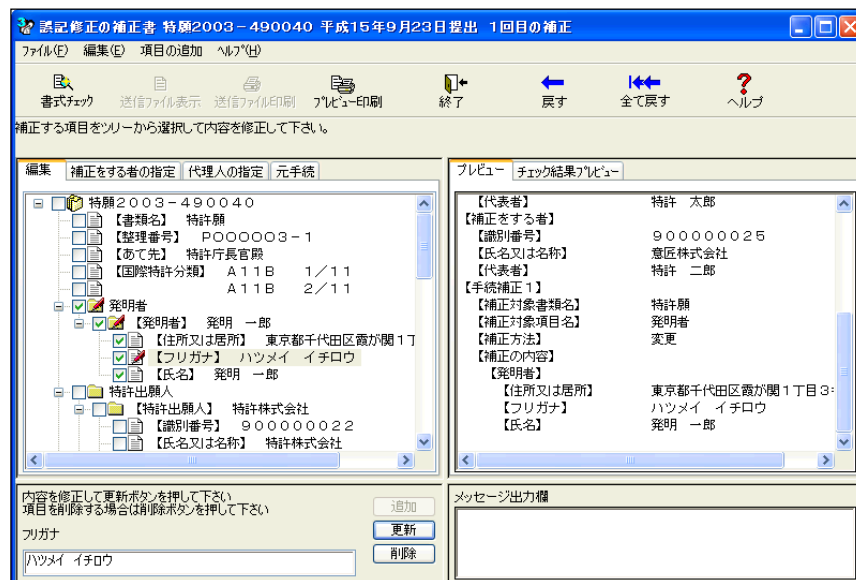 誤記修正の補正書 特願2003－490040 平成15年9月23日提出 1回目の補正
ファイル(F) 編集(E) 項目の追加 ヘルプ(H)
書式チェック 送信ファイル表示 送信ファイル印刷 プレビュー印刷 終了 戻す 全て戻す ヘルプ
補正する項目をツリーから選択して内容を修正して下さい。
編集 補正をする者の指定 代理人の指定 元手続
特願２００３－４９００４０
【書類名】 特許願
【整理番号】 Ｐ０００００３－１
【あて先】 特許庁長官殿
【国際特許分類】 Ａ１１Ｂ １／１１
Ａ１１Ｂ ２／１１
発明者
【発明者】 発明 一郎
【住所又は居所】 東京都千代田区霞が関１丁
【フリガナ】 ハツメイ イチロウ
【氏名】 発明 一郎
特許出願人
【特許出願人】 特許株式会社
【識別番号】 ９００００００２２
【氏名又は名称】 特許株式会社
プレビュー チェック結果プレビュー
【代表者】 特許 太郎
【補正をする者】
【識別番号】 ９００００００２５
【氏名又は名称】 意匠株式会社
【代表者】 特許 二郎
【手続補正１】
【補正対象書類名】 特許願
【補正対象項目名】 発明者
【補正方法】 変更
【補正の内容】
【発明者】
【住所又は居所】 東京都千代田区霞が関１丁目３
【フリガナ】 ハツメイ イチロウ
【氏名】 発明 一郎
内容を修正して更新ボタンを押して下さい
項目を削除する場合は削除ボタンを押して下さい
追加
フリガナ
更新
ハツメイ イチロウ
削除
メッセージ出力欄